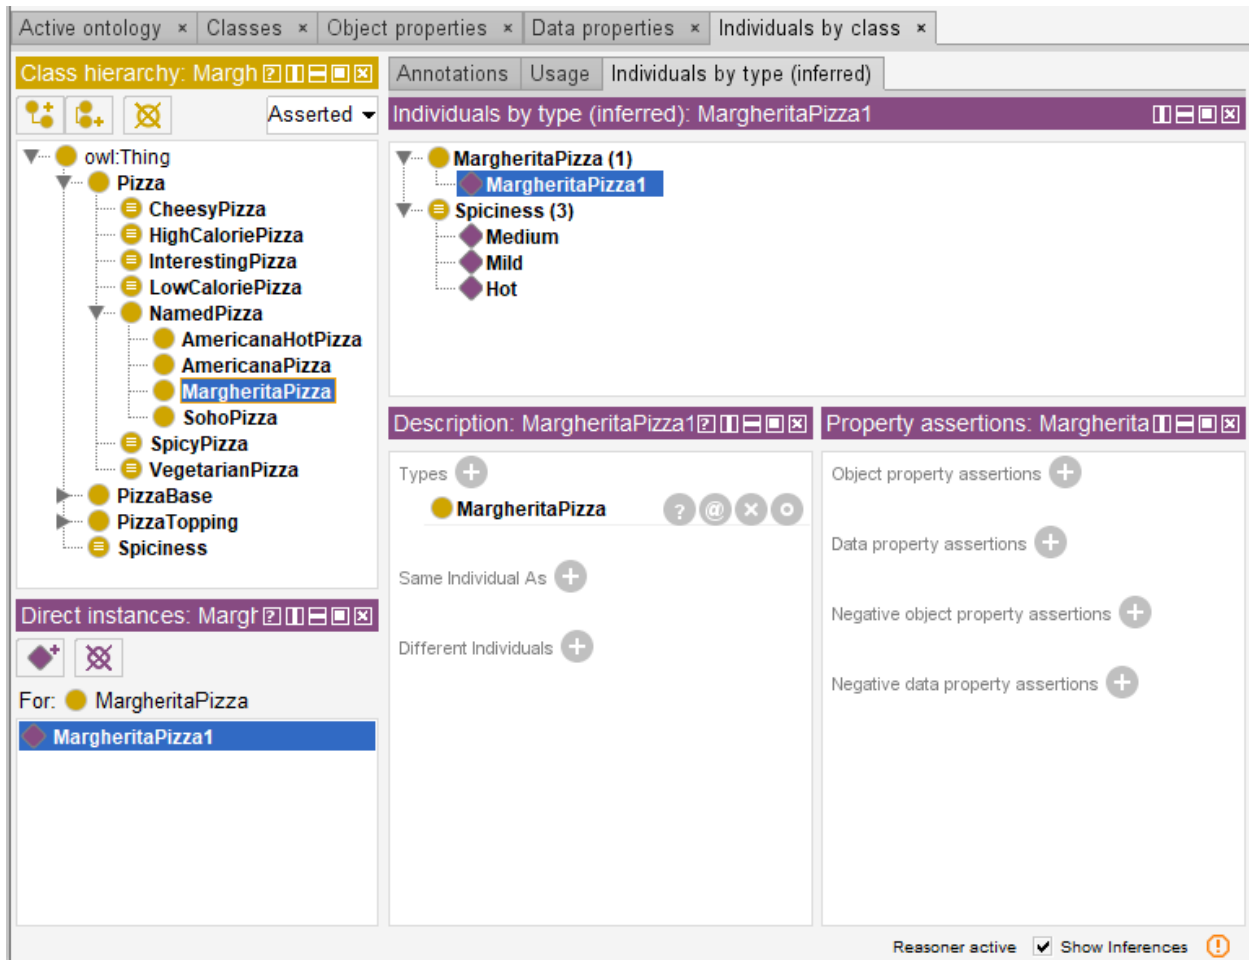 Active ontology × Classes × Object properties × Data properties × Individuals by class ×
Class hierarchy: Margh
Asserted
owl:Thing
Pizza
CheesyPizza
HighCaloriePizza
InterestingPizza
LowCaloriePizza
NamedPizza
AmericanaHotPizza
AmericanaPizza
MargheritaPizza
SohoPizza
SpicyPizza
VegetarianPizza
PizzaBase
PizzaTopping
Spiciness
Direct instances: Margh
For: MargheritaPizza
MargheritaPizza1
Annotations Usage Individuals by type (inferred)
Individuals by type (inferred): MargheritaPizza1
MargheritaPizza (1)
MargheritaPizza1
Spiciness (3)
Medium
Mild
Hot
Description: MargheritaPizza1
Types
MargheritaPizza
Same Individual As
Different Individuals
Property assertions: Margherita
Object property assertions
Data property assertions
Negative object property assertions
Negative data property assertions
Reasoner active Show Inferences